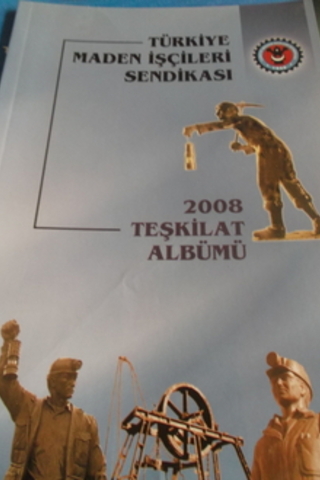 TÜRKİYE
MADEN İŞÇİLERİ
SENDİKASI
2008
TEŞKİLAT
ALBÜMÜ